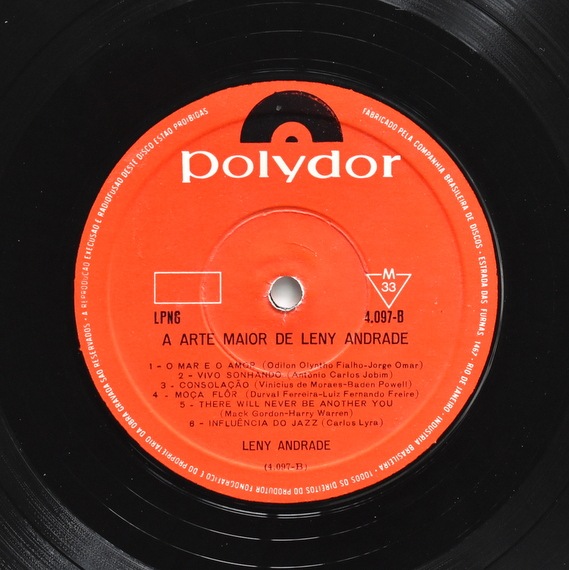 polydor
M
33
LPNG
4.097-B
A ARTE MAIOR DE LENY ANDRADE
1 - O MAR E O AMOR (Odilon Olyntho Fialho-Jorge Omar)
2 - VIVO SONHANDO (Antônio Carlos Jobim)
3 - CONSOLAÇÃO (Vinicius de Moraes-Baden Powell)
4 - MOÇA FLÔR (Durval Ferreira-Luiz Fernando Freire)
5 - THERE WILL NEVER BE ANOTHER YOU
(Mack Gordon-Harry Warren)
6 - INFLUÊNCIA DO JAZZ (Carlos Lyra)
LENY ANDRADE
(4.097-B)
FABRICADO PELA COMPANHIA BRASILEIRA DE DISCOS - ESTRADA DAS FURNAS 1467 - RIO DE JANEIRO - INDÚSTRIA BRASILEIRA - TODOS OS DIREITOS DO PRODUTOR FONOGRÁFICO E DO PROPRIETÁRIO DA OBRA GRAVADA SÃO RESERVADOS - A REPRODUÇÃO EXECUSÃO E RADIOFUSÃO DESTE DISCO ESTÃO PROIBIDAS